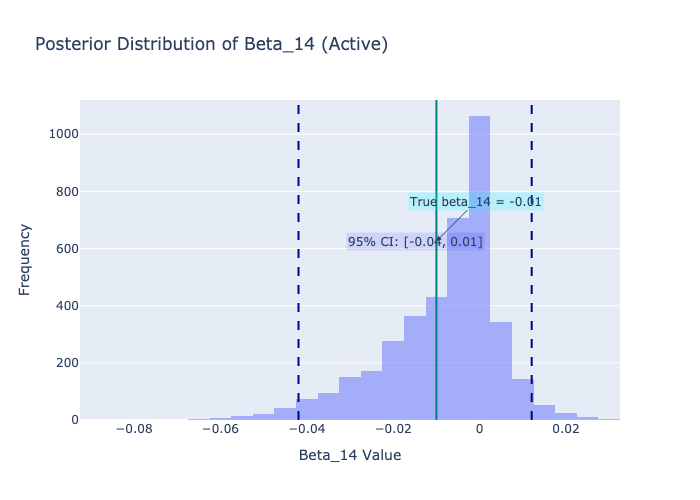 Posterior Distribution of Beta_14 (Active)
1000
800
600
400
200
0
Frequency
True beta_14 = -0.01
95% CI: [-0.04, 0.01]
−0.08
−0.06
−0.04
−0.02
0
0.02
Beta_14 Value